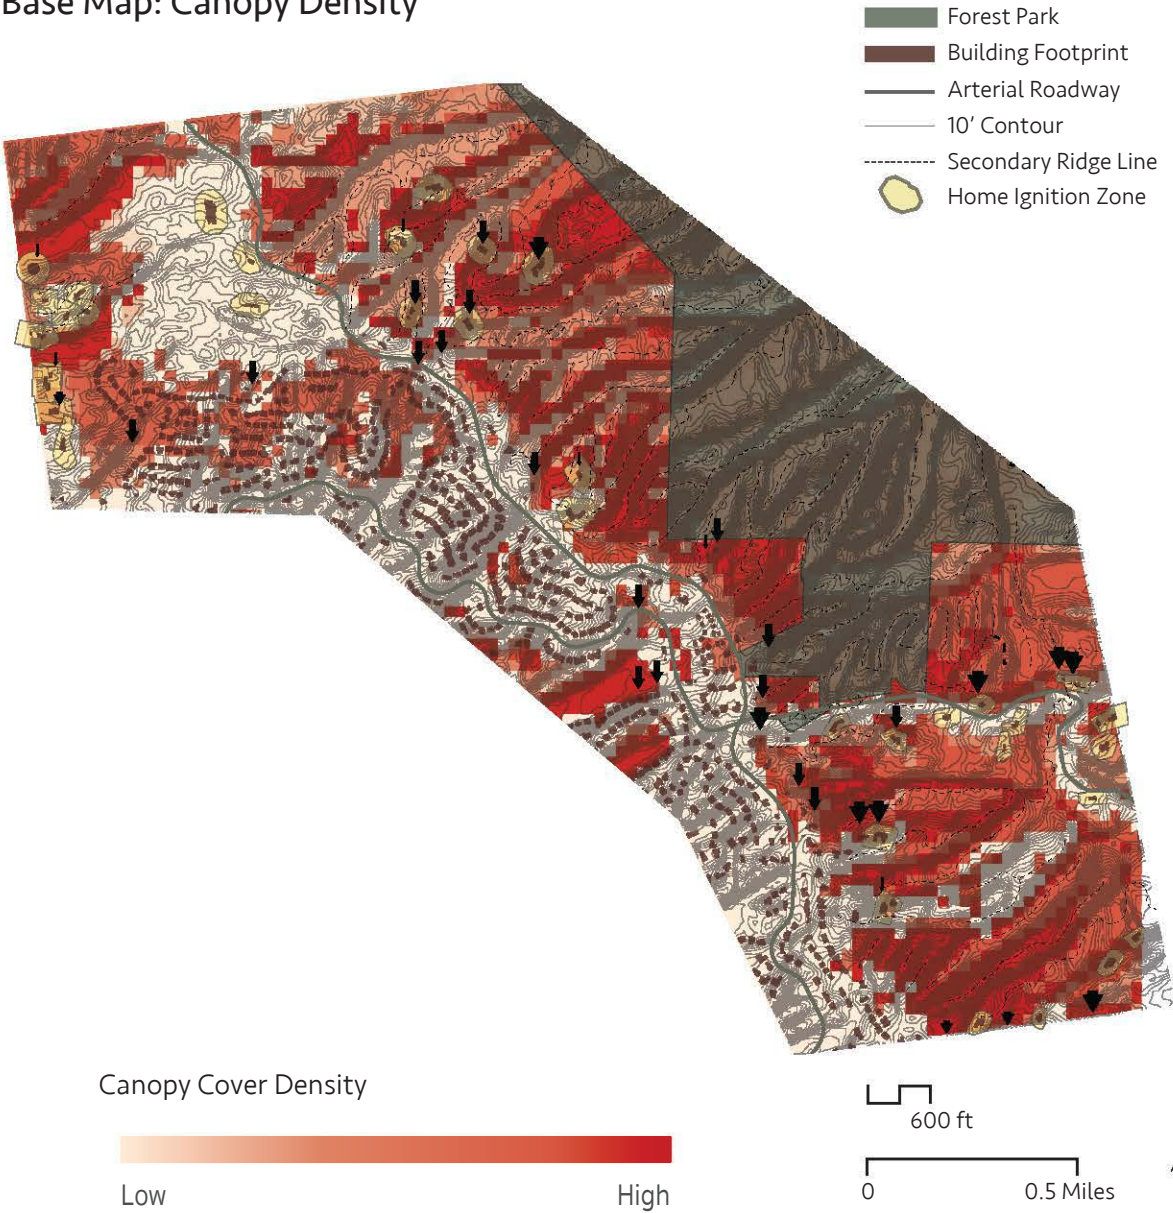 Base Map: Canopy Density
Forest Park
Building Footprint
Arterial Roadway
10’ Contour
Secondary Ridge Line
Home Ignition Zone
Canopy Cover Density
Low
High
600 ft
0
0.5 Miles